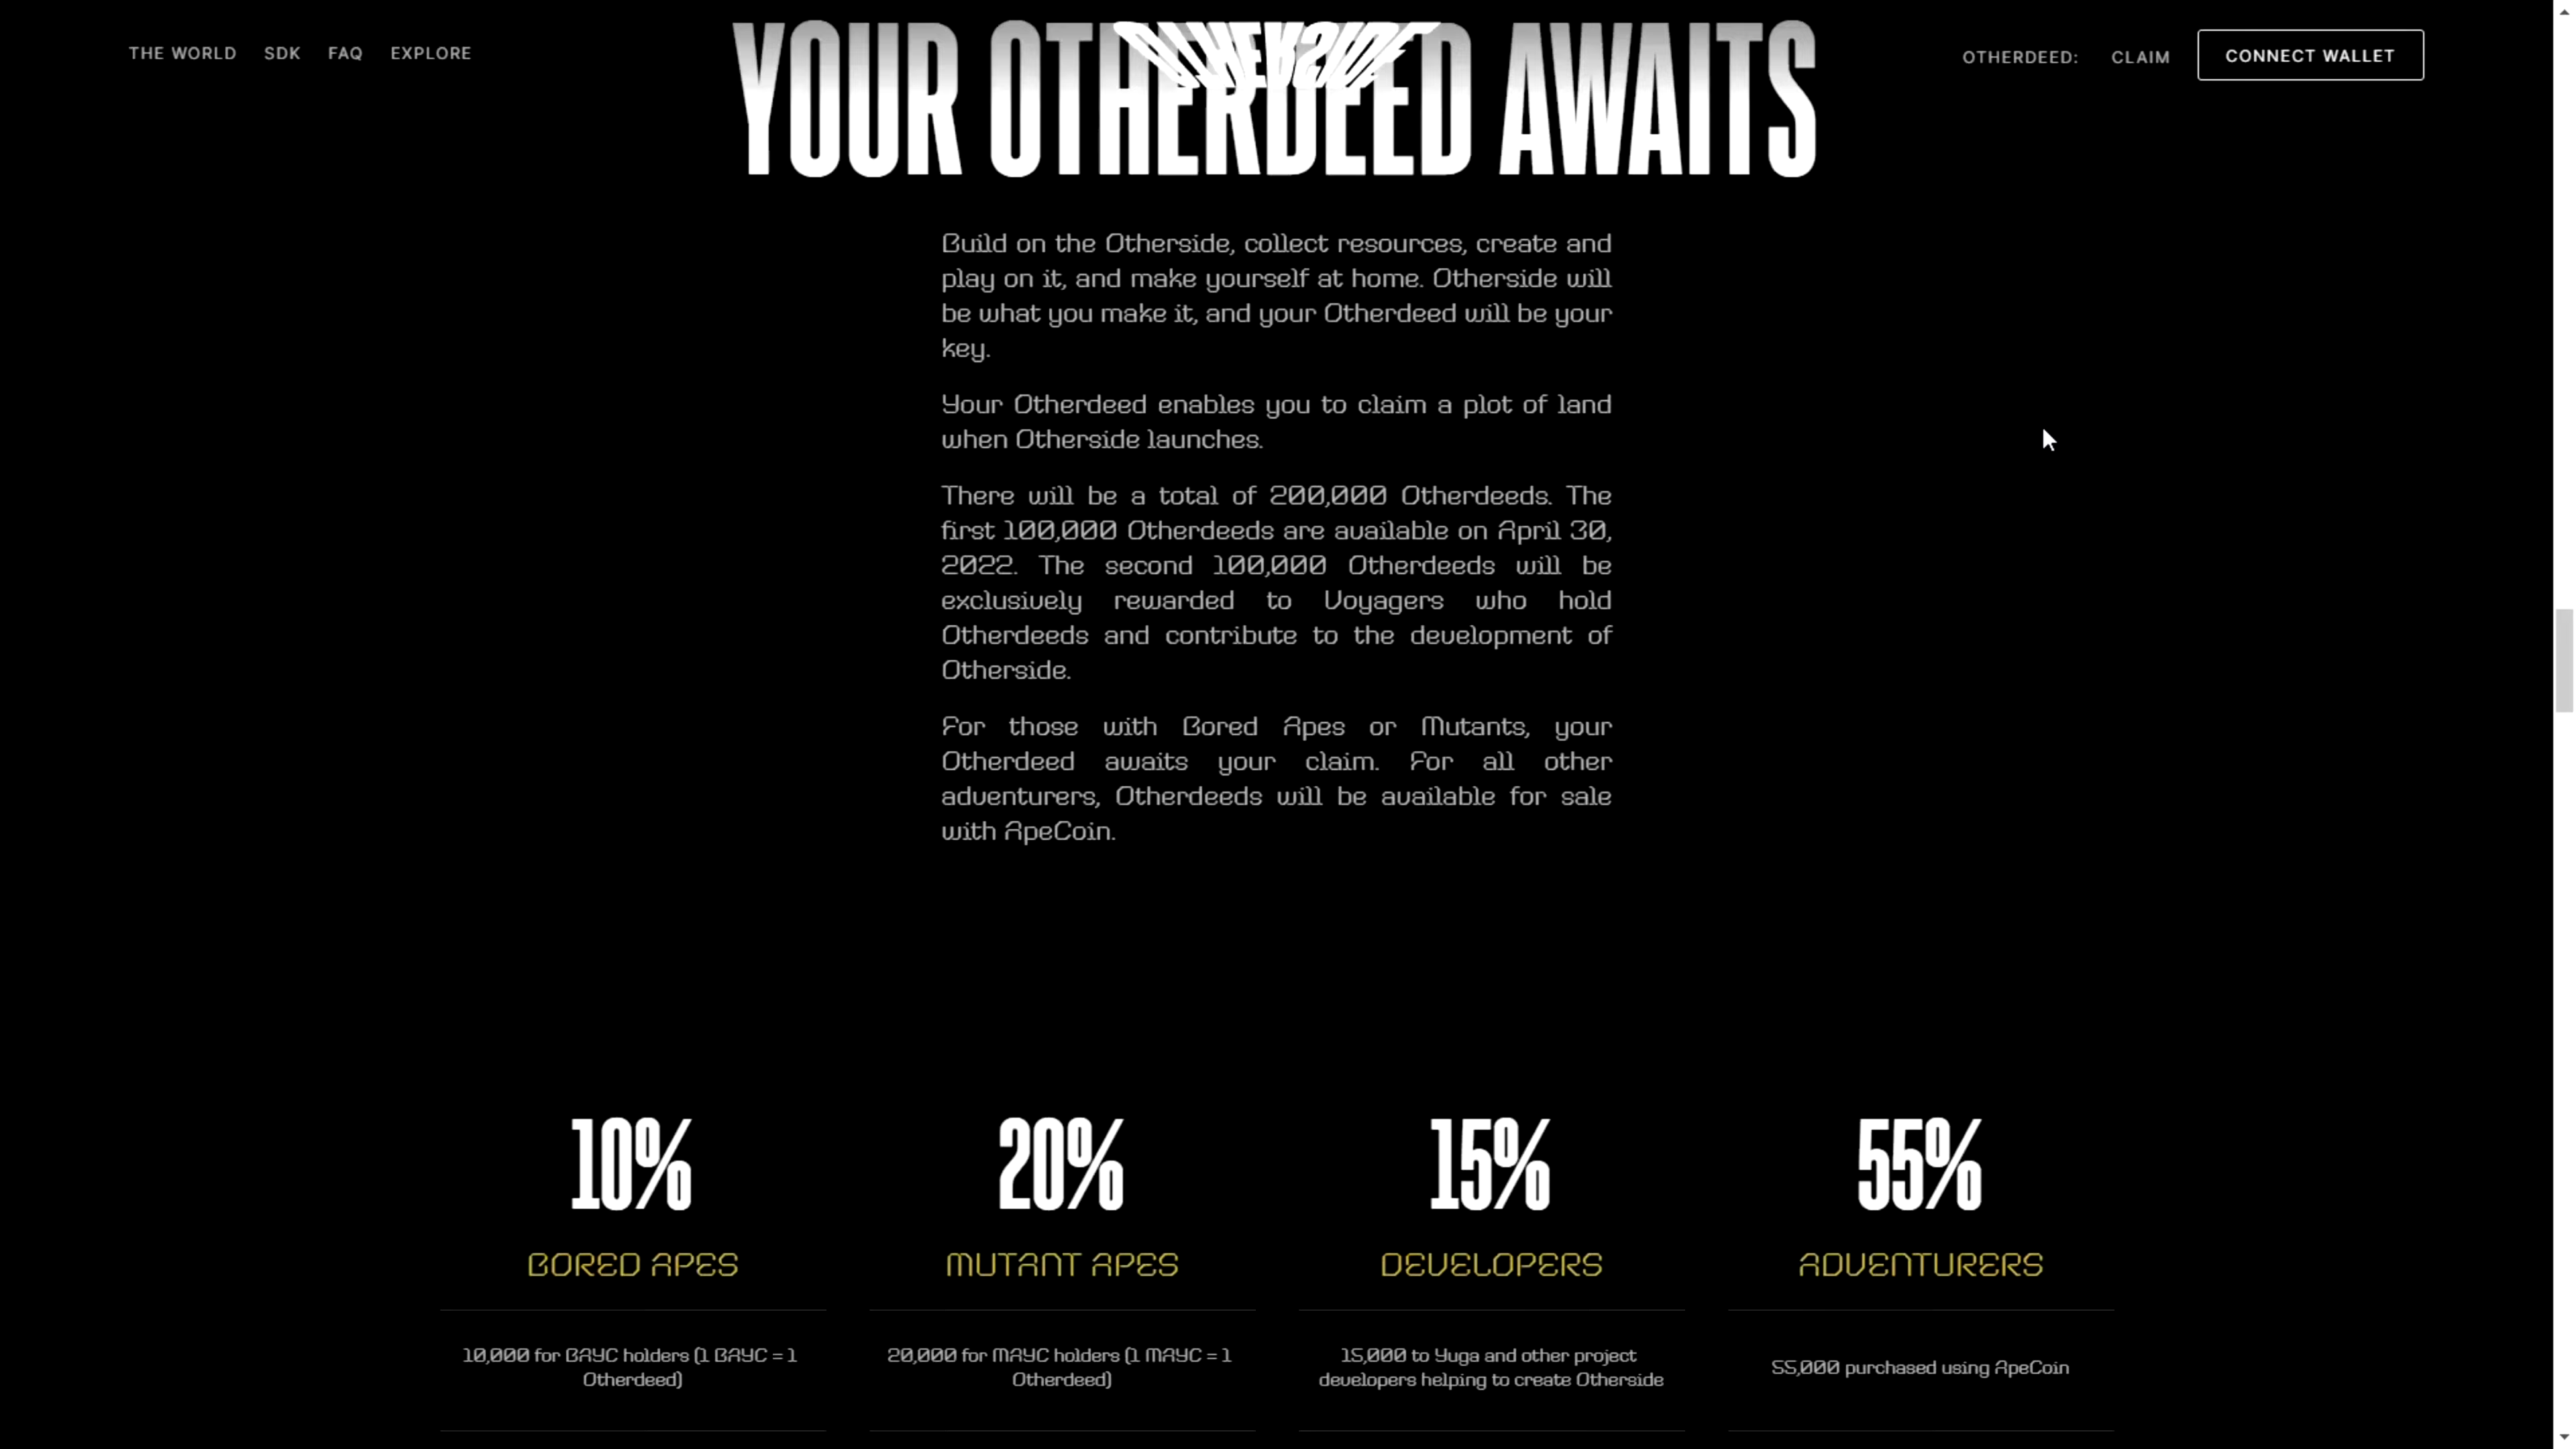 THE WORLD SDK FAQ EXPLORE
OTHERSIDE
OTHERDEED: CLAIM CONNECT WALLET
YOUR OTHERDEED AWAITS
Build on the Otherside, collect resources, create and
play on it, and make yourself at home. Otherside will
be what you make it, and your Otherdeed will be your
key.
Your Otherdeed enables you to claim a plot of land
when Otherside launches.
There will be a total of 200,000 Otherdeeds. The
first 100,000 Otherdeeds are available on April 30,
2022. The second 100,000 Otherdeeds will be
exclusively rewarded to Voyagers who hold
Otherdeeds and contribute to the development of
Otherside.
For those with Bored Apes or Mutants, your
Otherdeed awaits your claim. For all other
adventurers, Otherdeeds will be available for sale
with ApeCoin.
10% 20% 15% 55%
BORED APES MUTANT APES DEVELOPERS ADVENTURERS
10,000 for BAYC holders (1 BAYC = 1
Otherdeed)
20,000 for MAYC holders (1 MAYC = 1
Otherdeed)
15,000 to Yuga and other project
developers helping to create Otherside
55,000 purchased using ApeCoin